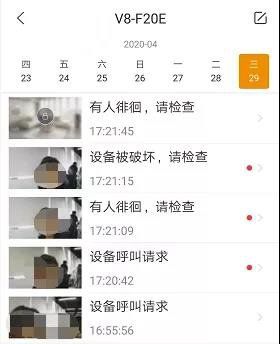 V8-F20E
2020-04
四 五 六 日 一 二 三
23 24 25 26 27 28 29
有人徘徊，请检查
17:21:45
设备被破坏，请检查
17:21:15
有人徘徊，请检查
17:21:09
设备呼叫请求
17:20:42
设备呼叫请求
16:55:56